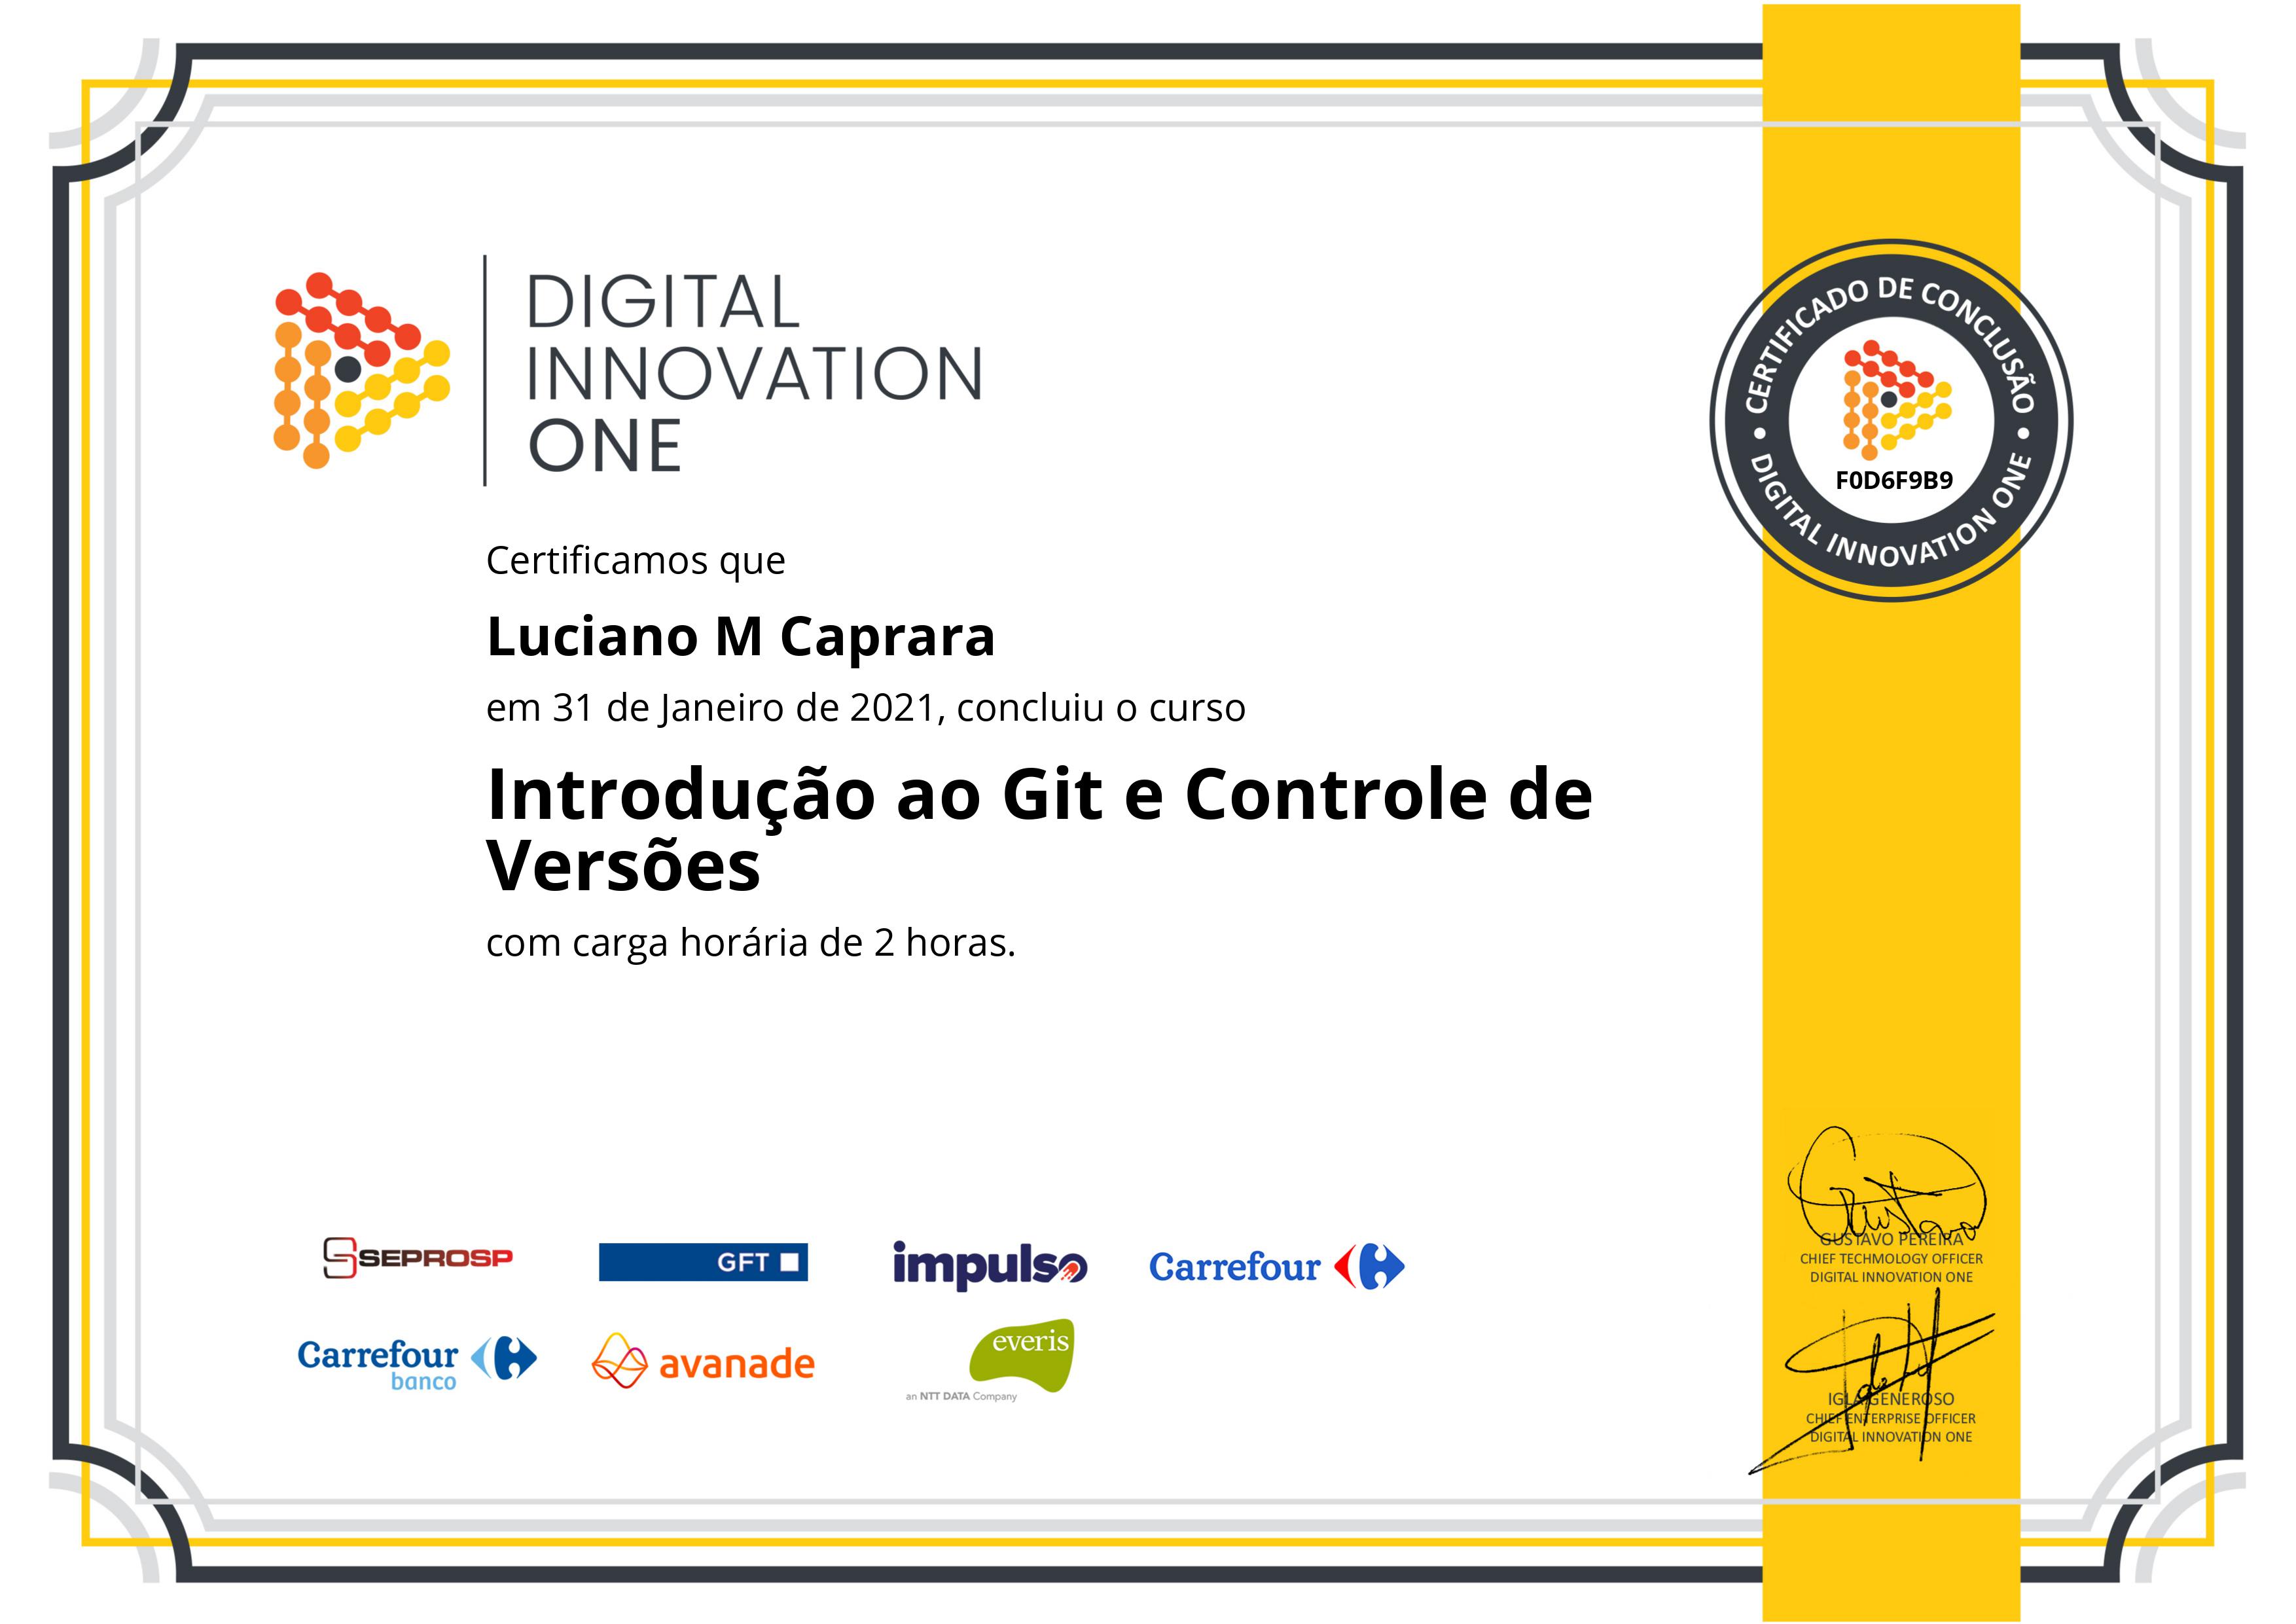 DIGITAL
INNOVATION
ONE
CERTIFICADO DE CONCLUSÃO
F0D6F9B9
DIGITAL INNOVATION ONE
Certificamos que
Luciano M Caprara
em 31 de Janeiro de 2021, concluiu o curso
Introdução ao Git e Controle de
Versões
com carga horária de 2 horas.
SEPROSP
GFT
impulso
Carrefour
Carrefour
banco
avanade
everis
an NTT DATA Company
Gustavo
GUSTAVO PEREIRA
CHIEF TECHMOLOGY OFFICER
DIGITAL INNOVATION ONE
IGLA GENEROSO
CHIEF ENTERPRISE OFFICER
DIGITAL INNOVATION ONE